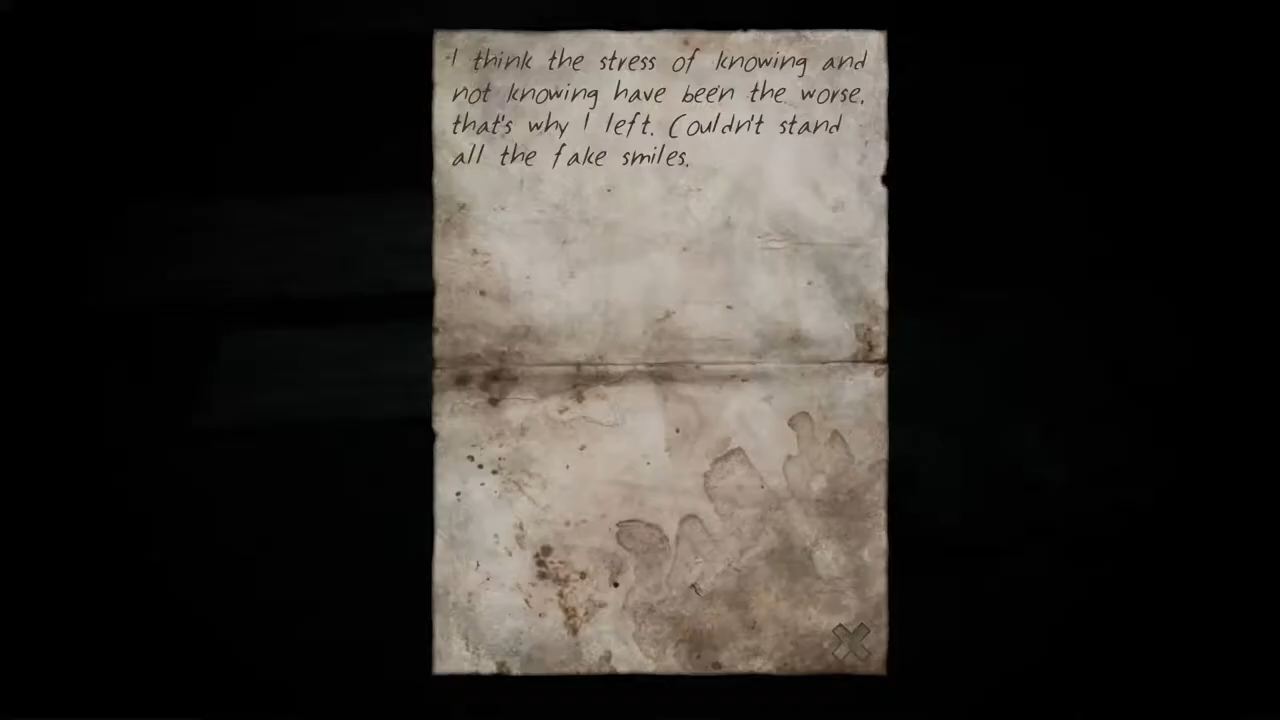 I think the stress of knowing and
not knowing have been the worse,
that's why I left. Couldn't stand
all the fake smiles.